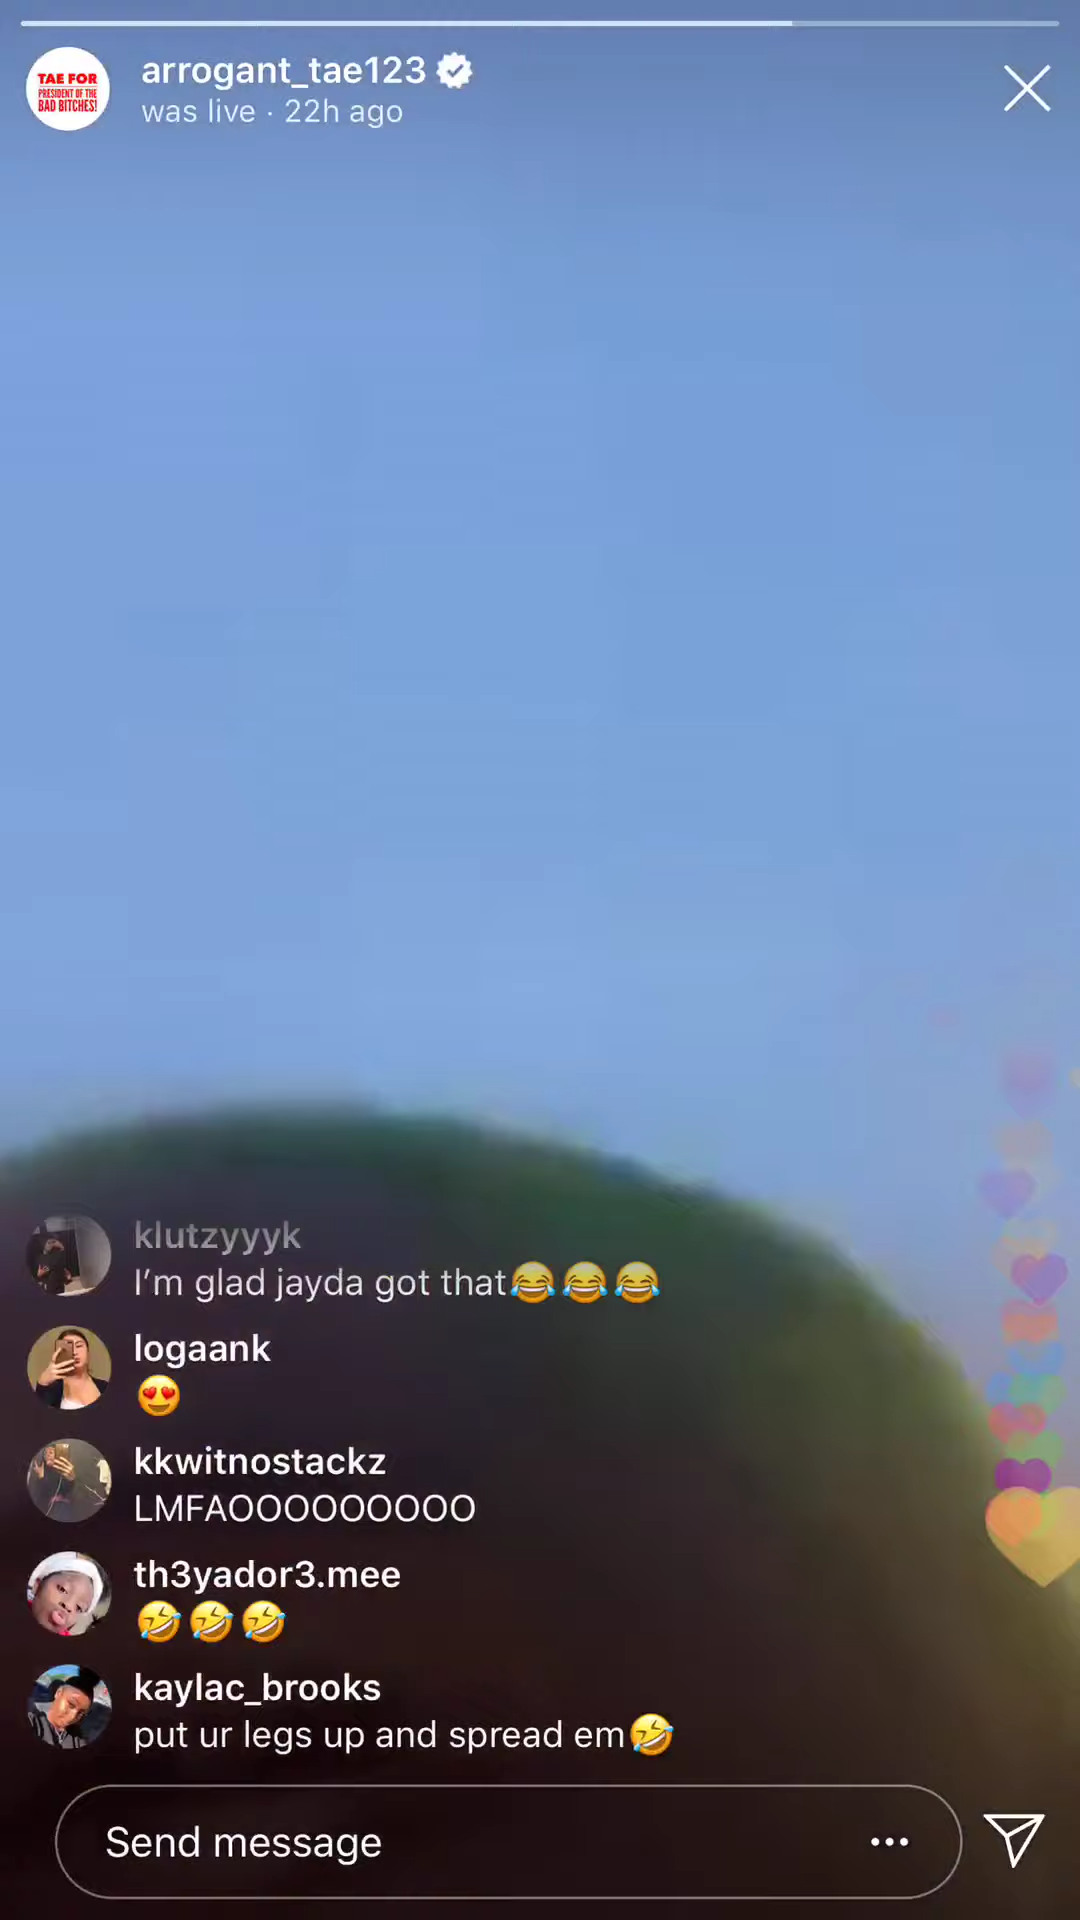 TAE FOR
PRESIDENT OF THE
BAD BITCHES!
arrogant_tae123
was live · 22h ago
klutzyyyk
I’m glad jayda got that😂😂😂
logaank
😍
kkwitnostackz
LMFAOOOOOOOOO
th3yador3.mee
🤣🤣🤣
kaylac_brooks
put ur legs up and spread em🤣
Send message